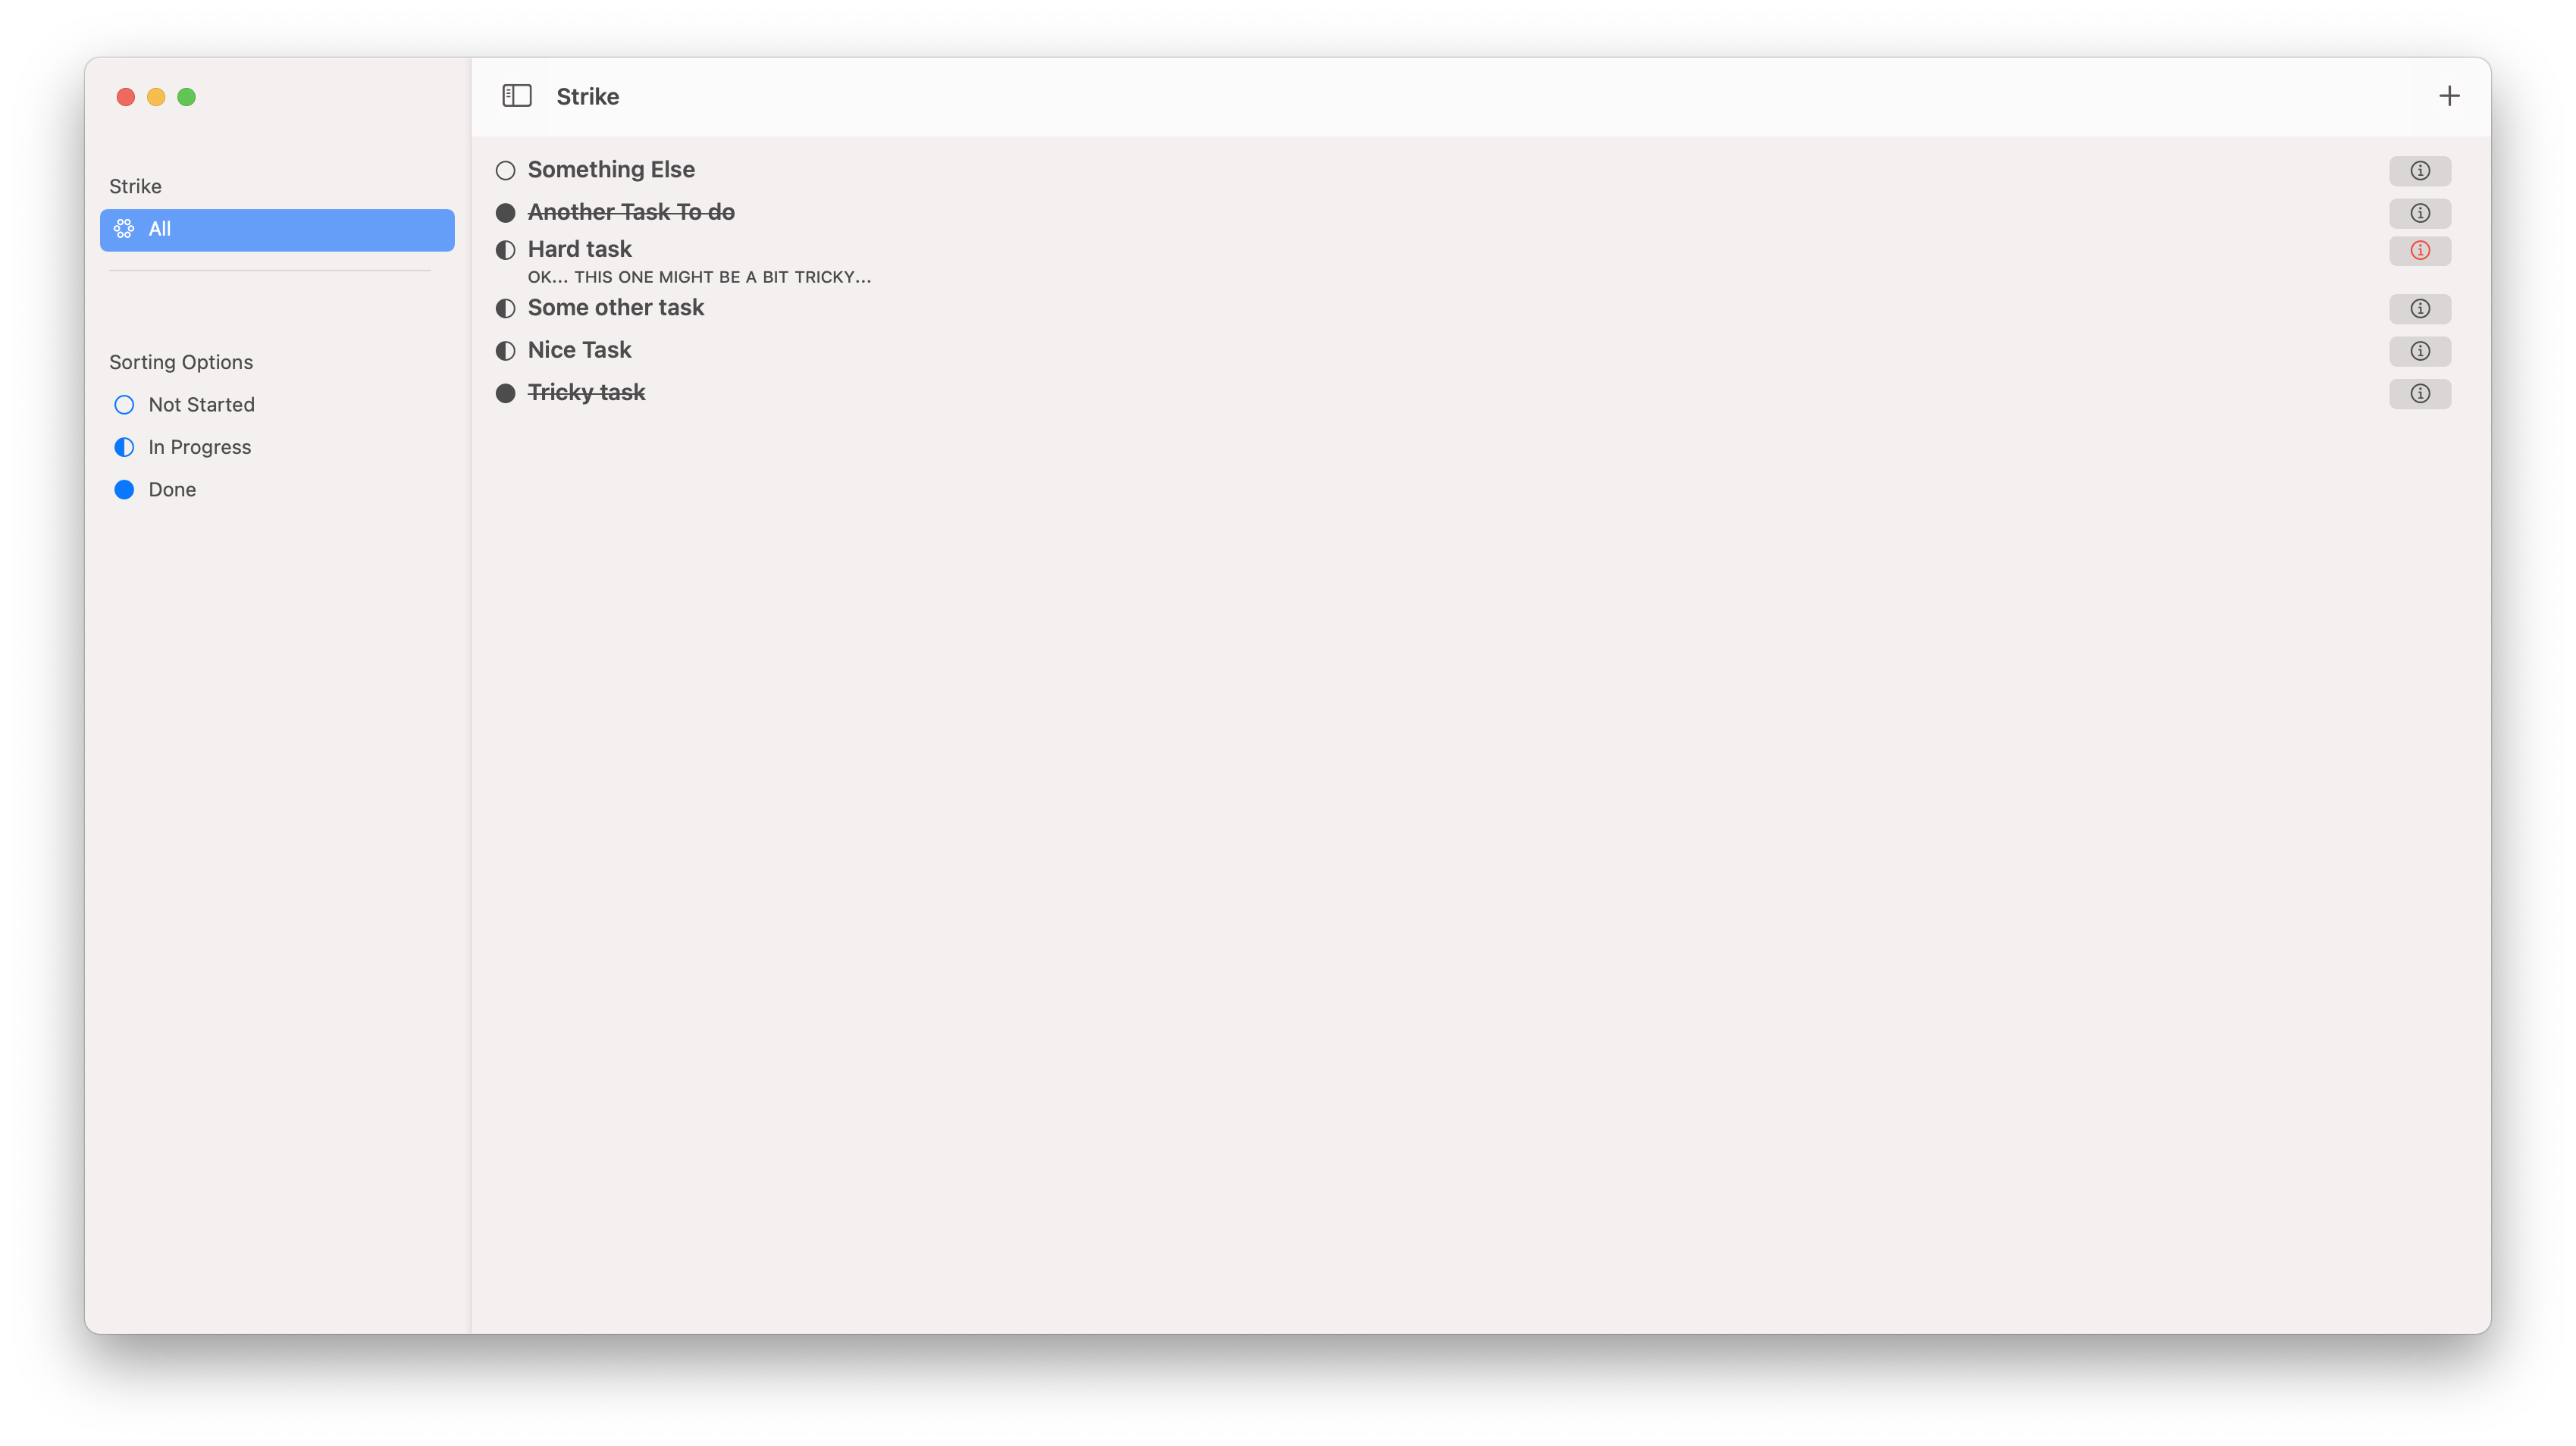 Strike
Strike
All
Sorting Options
Not Started
In Progress
Done
Something Else
Another Task To do
Hard task
OK... THIS ONE MIGHT BE A BIT TRICKY...
Some other task
Nice Task
Tricky task